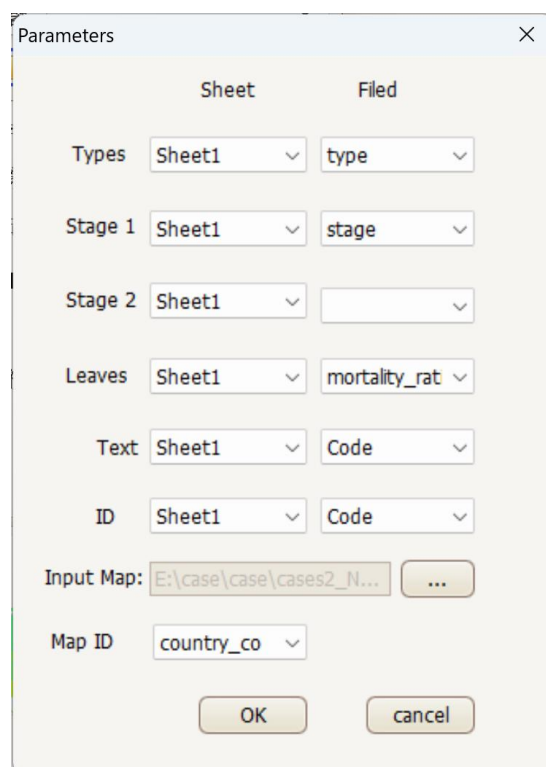 Parameters
Sheet Filed
Types Sheet1 type
Stage 1 Sheet1 stage
Stage 2 Sheet1
Leaves Sheet1 mortality_rati
Text Sheet1 Code
ID Sheet1 Code
Input Map: E:\case\case\cases2_N... ...
Map ID country_co
OK cancel